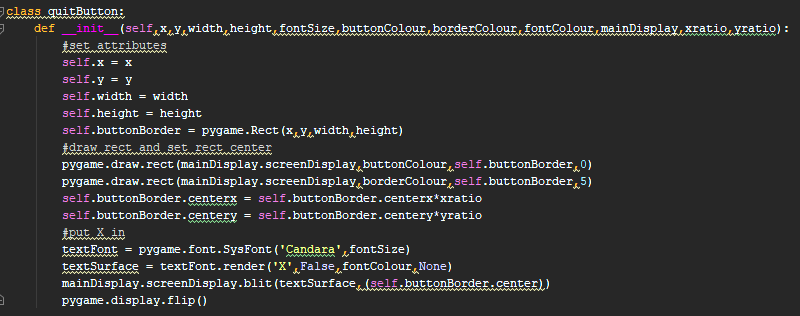 class quitButton:
    def __init__(self,x,y,width,height,fontSize,buttonColour,borderColour,fontColour,mainDisplay,xratio,yratio):
        #set attributes
        self.x = x
        self.y = y
        self.width = width
        self.height = height
        self.buttonBorder = pygame.Rect(x,y,width,height)
        #draw rect and set rect center
        pygame.draw.rect(mainDisplay.screenDisplay,buttonColour,self.buttonBorder,0)
        pygame.draw.rect(mainDisplay.screenDisplay,borderColour,self.buttonBorder,5)
        self.buttonBorder.centerx = self.buttonBorder.centerx*xratio
        self.buttonBorder.centery = self.buttonBorder.centery*yratio
        #put X in
        textFont = pygame.font.SysFont('Candara',fontSize)
        textSurface = textFont.render('X',False,fontColour,None)
        mainDisplay.screenDisplay.blit(textSurface,(self.buttonBorder.center))
        pygame.display.flip()